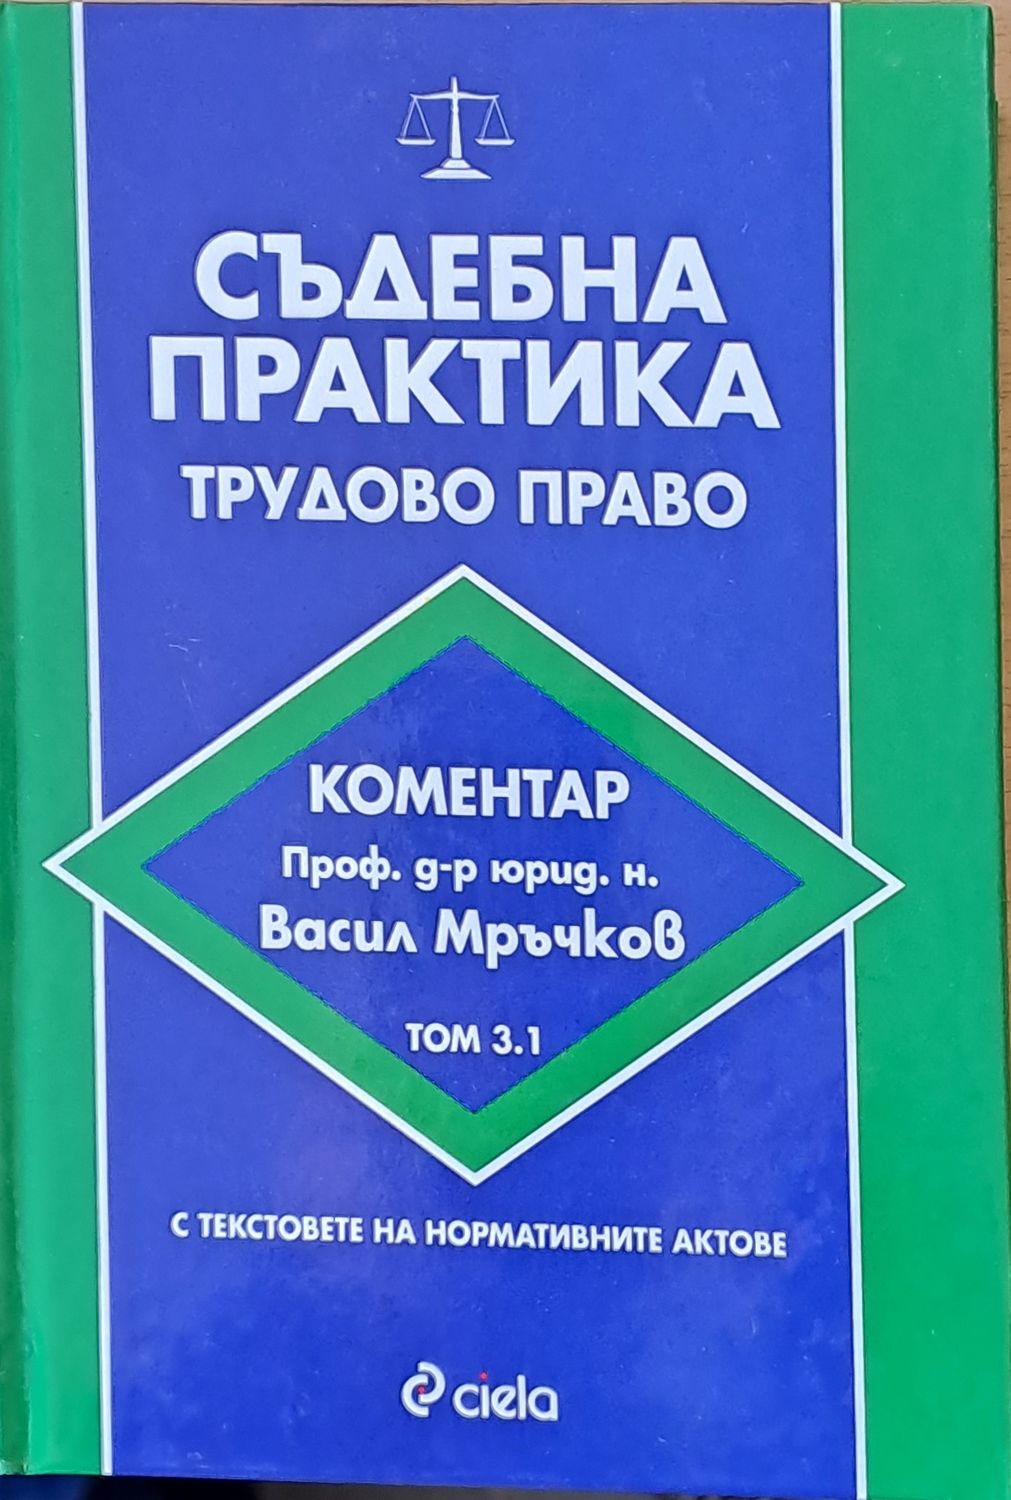 СЪДЕБНА
ПРАКТИКА
ТРУДОВО ПРАВО
КОМЕНТАР
Проф. д-р юрид. н.
Васил Мръчков
ТОМ 3.1
С ТЕКСТОВЕТЕ НА НОРМАТИВНИТЕ АКТОВЕ
ciela